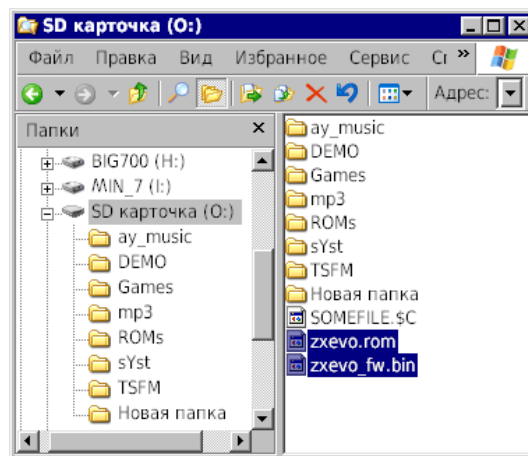 SD карточка (O:)
Файл Правка Вид Избранное Сервис »
Адрес:
Папки
BIG700 (H:)
MIN_7 (I:)
SD карточка (O:)
ay_music
DEMO
Games
mp3
ROMs
sYst
TSFM
Новая папка
ay_music
DEMO
Games
mp3
ROMs
sYst
TSFM
Новая папка
SOMEFILE.$C
zxevo.rom
zxevo_fw.bin